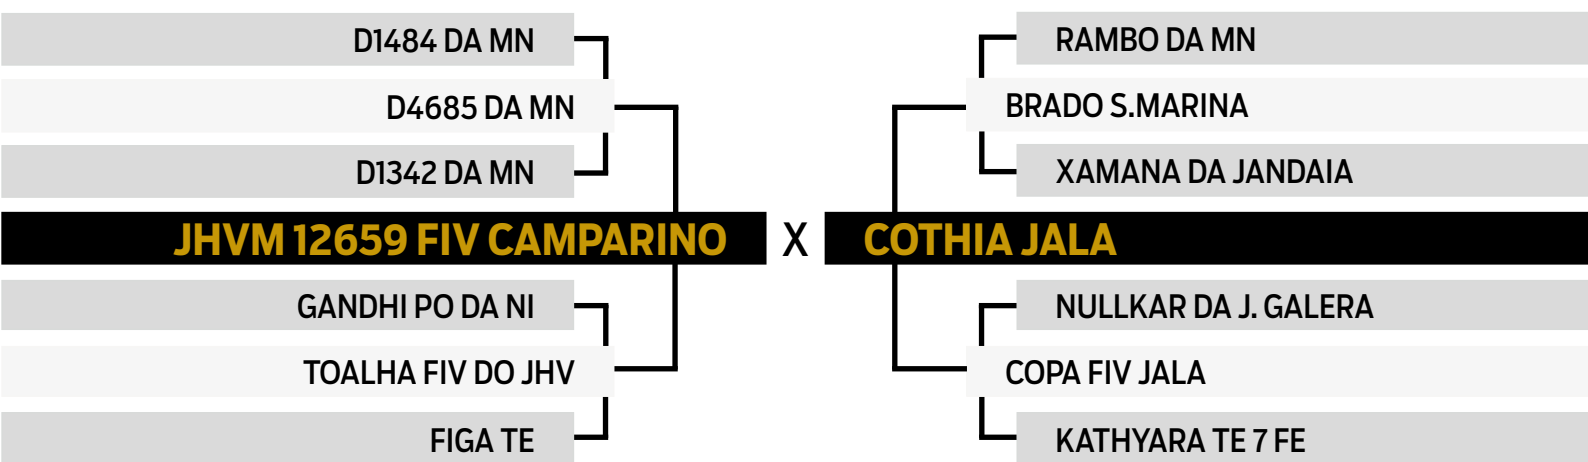 D1484 DA MN
RAMBO DA MN
D4685 DA MN
BRADO S.MARINA
D1342 DA MN
XAMANA DA JANDAIA
JHVM 12659 FIV CAMPARINO X COTHIA JALA
GANDHI PO DA NI
NULLKAR DA J. GALERA
TOALHA FIV DO JHV
COPA FIV JALA
FIGA TE
KATHYARA TE 7 FE